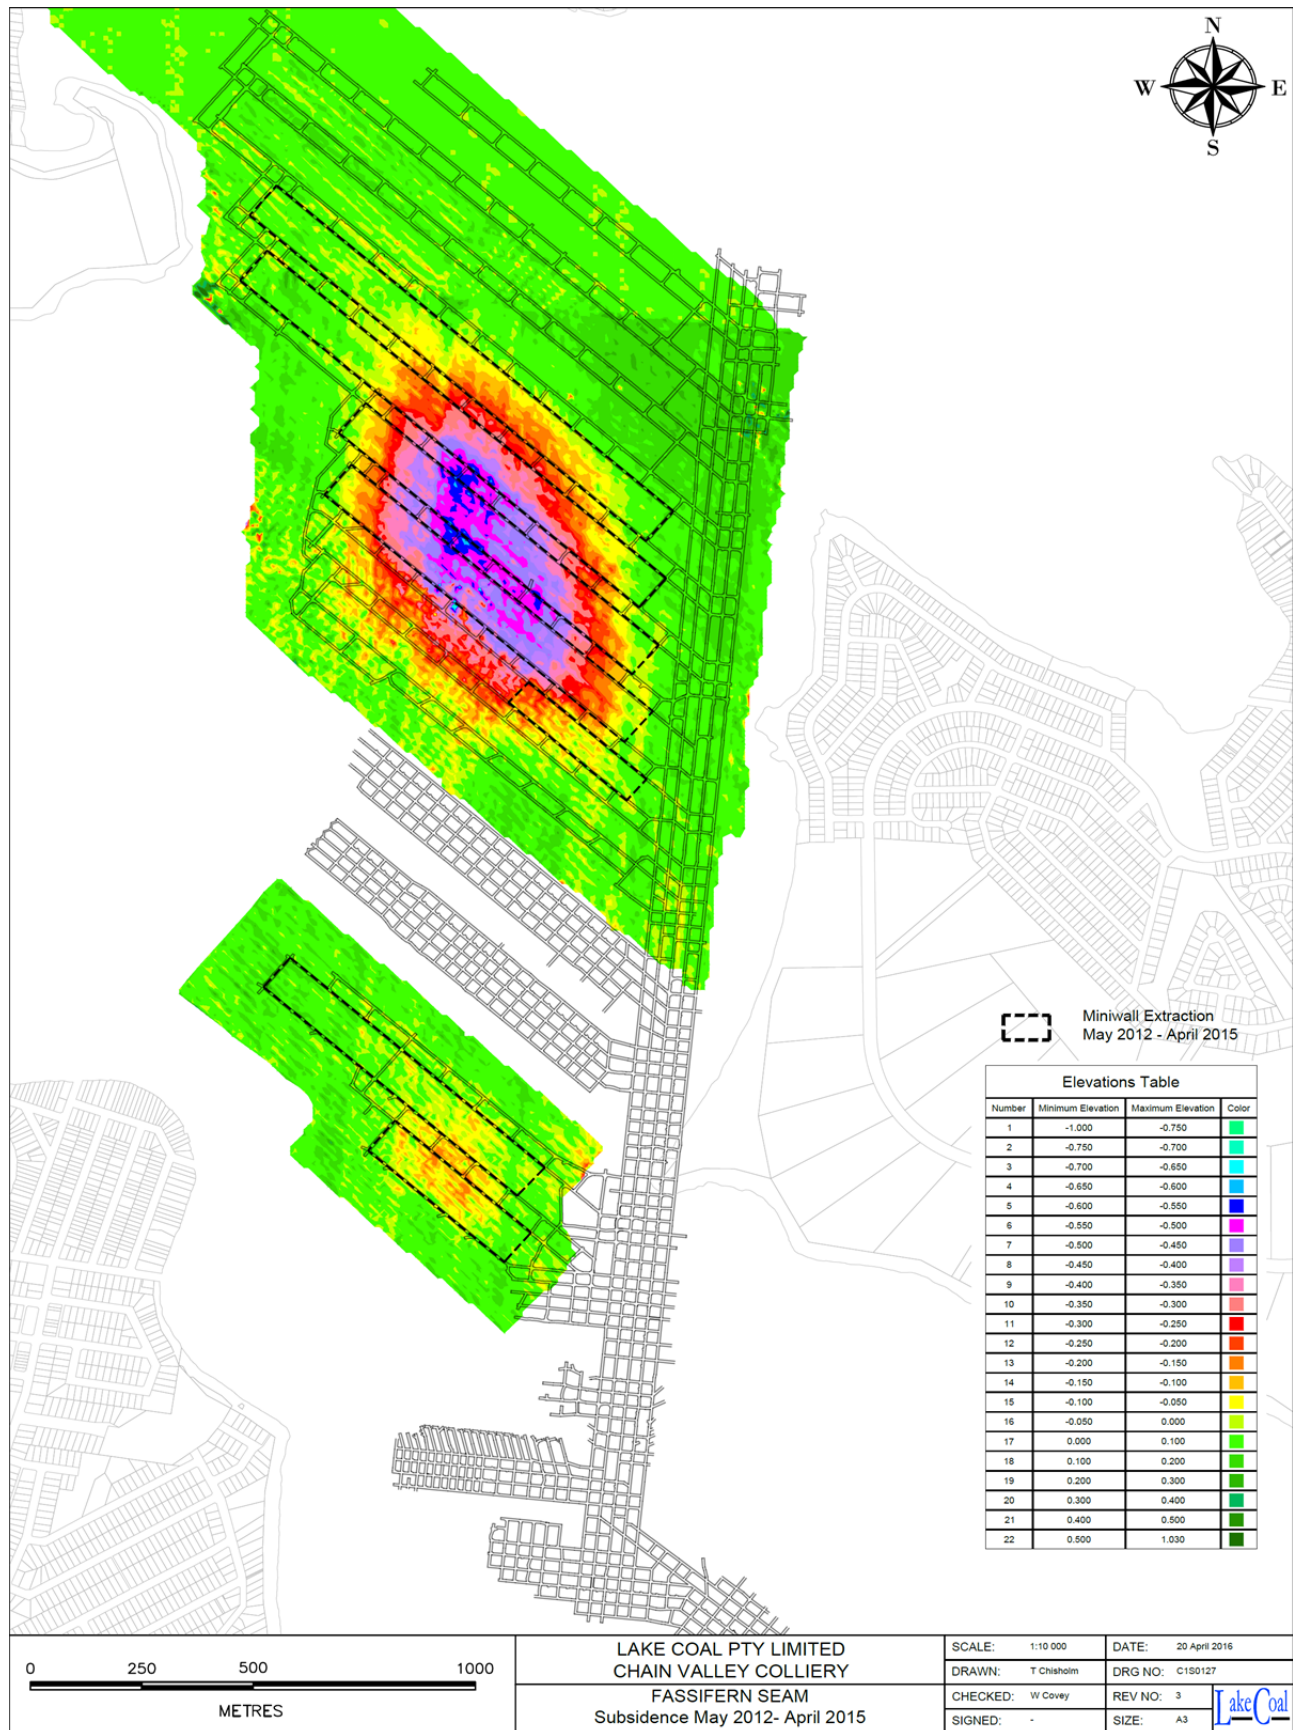 N
W E
S
Miniwall Extraction
May 2012 - April 2015
Elevations Table
Number Minimum Elevation Maximum Elevation Color
1 -1.000 -0.750
2 -0.750 -0.700
3 -0.700 -0.650
4 -0.650 -0.600
5 -0.600 -0.550
6 -0.550 -0.500
7 -0.500 -0.450
8 -0.450 -0.400
9 -0.400 -0.350
10 -0.350 -0.300
11 -0.300 -0.250
12 -0.250 -0.200
13 -0.200 -0.150
14 -0.150 -0.100
15 -0.100 -0.050
16 -0.050 0.000
17 0.000 0.100
18 0.100 0.200
19 0.200 0.300
20 0.300 0.400
21 0.400 0.500
22 0.500 1.030
0 250 500 1000
METRES
LAKE COAL PTY LIMITED
CHAIN VALLEY COLLIERY
FASSIFERN SEAM
Subsidence May 2012- April 2015
SCALE: 1:10 000 DATE: 20 April 2016
DRAWN: T Chisholm DRG NO: C1S0127
CHECKED: W Covey REV NO: 3
SIGNED: - SIZE: A3
LakeCoal